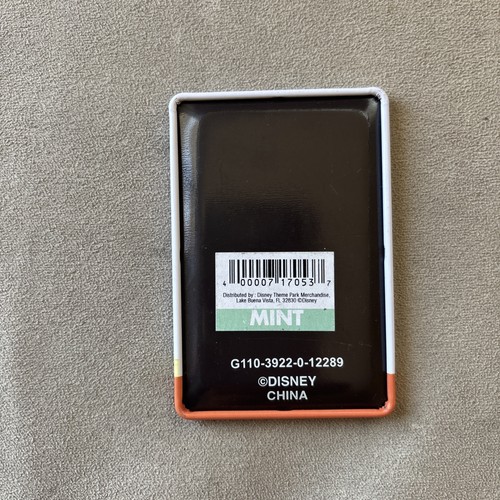 4 00007 17053 7
Distributed by : Disney Theme Park Merchandise,
Lake Buena Vista, FL 32830 ©Disney
MINT
G110-3922-0-12289
©DISNEY
CHINA